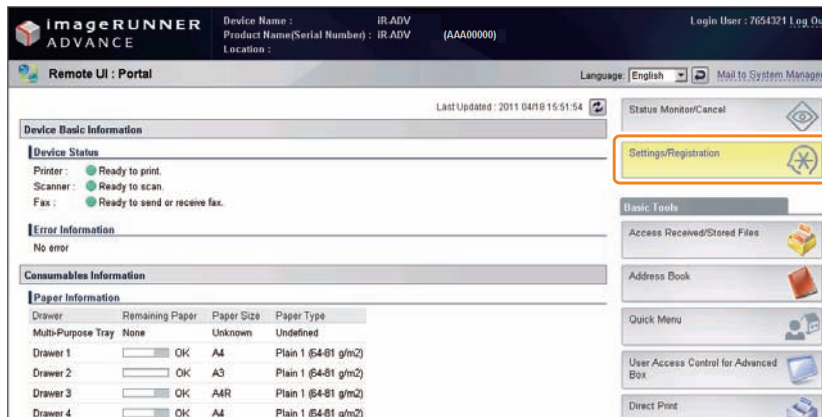 imageRUNNER
ADVANCE
Device Name : iR-ADV
Product Name(Serial Number) : iR-ADV (AAA00000)
Location :
Login User : 7654321 Log Ou
Remote UI : Portal
Language: English Mail to System Manager
Last Updated : 2011 04/18 15:51:54
Device Basic Information
Device Status
Printer : Ready to print.
Scanner : Ready to scan.
Fax : Ready to send or receive fax.
Error Information
No error
Consumables Information
Paper Information
Drawer Remaining Paper Paper Size Paper Type
Multi-Purpose Tray None Unknown Undefined
Drawer 1 OK A4 Plain 1 (64-81 g/m2)
Drawer 2 OK A3 Plain 1 (64-81 g/m2)
Drawer 3 OK A4R Plain 1 (64-81 g/m2)
Drawer 4 OK A4 Plain 1 (64-81 g/m2)
Status Monitor/Cancel
Settings/Registration
Basic Tools
Access Received/Stored Files
Address Book
Quick Menu
User Access Control for Advanced
Box
Direct Print